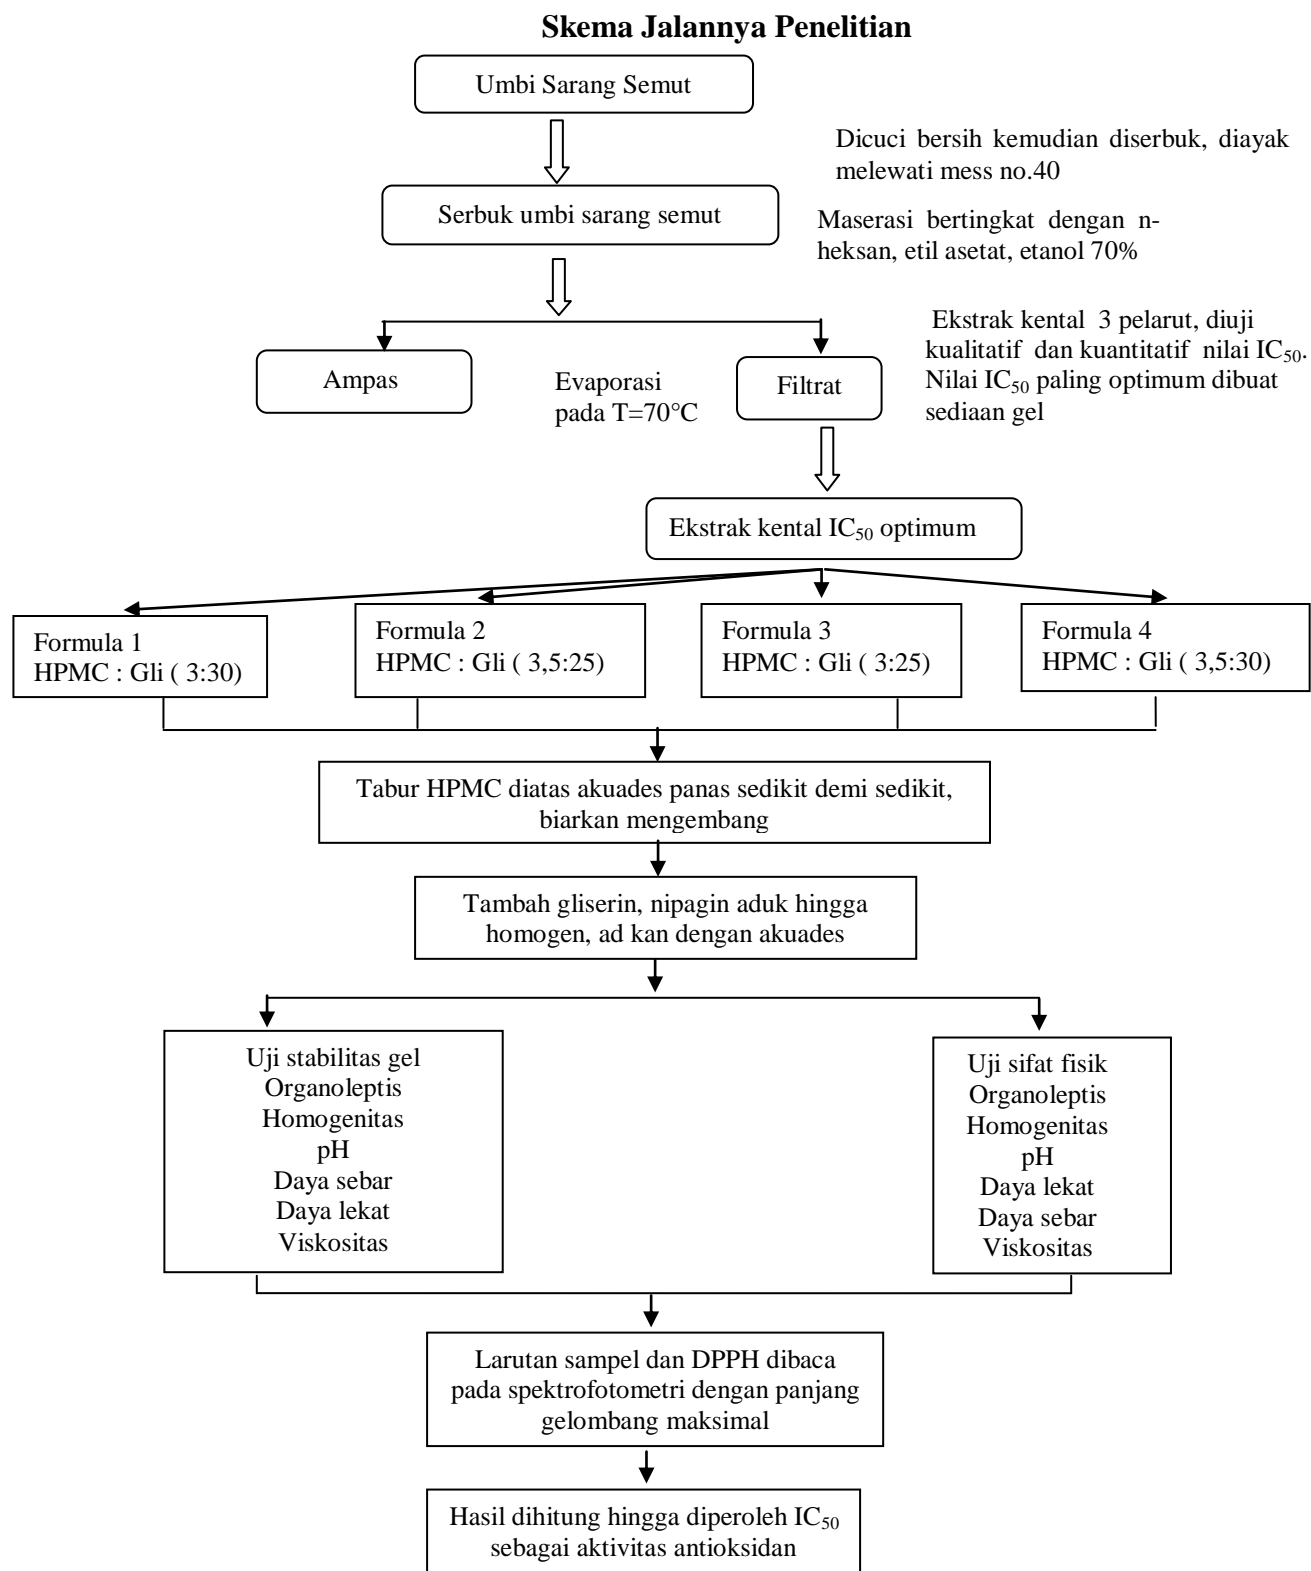 Skema Jalannya Penelitian
Umbi Sarang Semut
Dicuci bersih kemudian diserbuk, diayak
melewati mess no.40
Serbuk umbi sarang semut
Maserasi bertingkat dengan n-
heksan, etil asetat, etanol 70%
Ampas
Evaporasi
pada T=70°C
Filtrat
Ekstrak kental 3 pelarut, diuji
kualitatif dan kuantitatif nilai IC₅₀.
Nilai IC₅₀ paling optimum dibuat
sediaan gel
Ekstrak kental IC₅₀ optimum
Formula 1
HPMC : Gli ( 3:30)
Formula 2
HPMC : Gli ( 3,5:25)
Formula 3
HPMC : Gli ( 3:25)
Formula 4
HPMC : Gli ( 3,5:30)
Tabur HPMC diatas akuades panas sedikit demi sedikit,
biarkan mengembang
Tambah gliserin, nipagin aduk hingga
homogen, ad kan dengan akuades
Uji stabilitas gel
Organoleptis
Homogenitas
pH
Daya sebar
Daya lekat
Viskositas
Uji sifat fisik
Organoleptis
Homogenitas
pH
Daya lekat
Daya sebar
Viskositas
Larutan sampel dan DPPH dibaca
pada spektrofotometri dengan panjang
gelombang maksimal
Hasil dihitung hingga diperoleh IC₅₀
sebagai aktivitas antioksidan